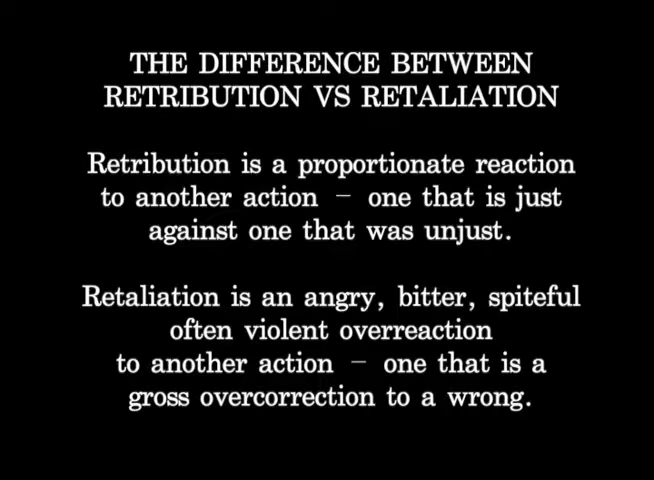 THE DIFFERENCE BETWEEN
RETRIBUTION VS RETALIATION
Retribution is a proportionate reaction
to another action – one that is just
against one that was unjust.
Retaliation is an angry, bitter, spiteful
often violent overreaction
to another action – one that is a
gross overcorrection to a wrong.